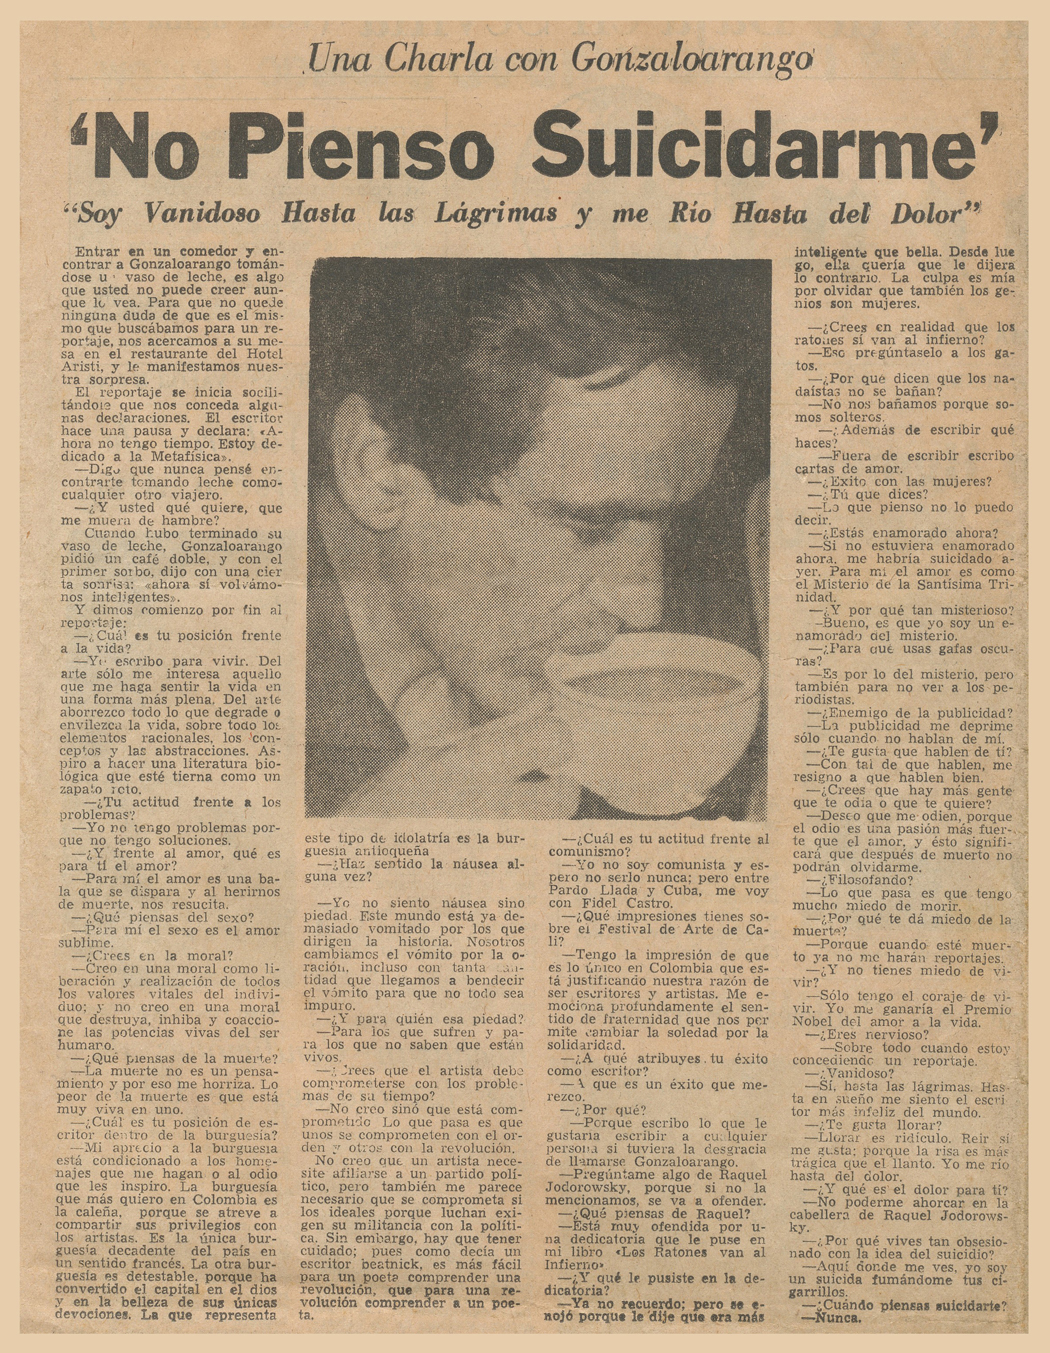 Una Charla con Gonzaloarango
‘No Pienso Suicidarme’
“Soy Vanidoso Hasta las Lágrimas y me Río Hasta del Dolor”
Entrar en un comedor y en-
contrar a Gonzaloarango tomán-
dose u vaso de leche, es algo
que usted no puede creer aun-
que lo vea. Para que no quede
ninguna duda de que es el mis-
mo que buscábamos para un re-
portaje, nos acercamos a su me-
sa en el restaurante del Hotel
Aristi, y le manifestamos nues-
tra sorpresa.
El reportaje se inicia socili-
tándole que nos conceda algu-
nas declaraciones. El escritor
hace una pausa y declara: «A-
hora no tengo tiempo. Estoy de-
dicado a la Metafísica».
—Digo que nunca pensé en-
contrarte tomando leche como
cualquier otro viajero.
—¿Y usted qué quiere, que
me muera de hambre?
Cuando hubo terminado su
vaso de leche, Gonzaloarango
pidió un café doble, y con el
primer sorbo, dijo con una cier
ta sonrisa: «ahora sí volvámo-
nos inteligentes».
Y dimos comienzo por fin al
reportaje:
—¿Cuál es tu posición frente
a la vida?
—Yo escribo para vivir. Del
arte sólo me interesa aquello
que me haga sentir la vida en
una forma más plena. Del arte
aborrezco todo lo que degrade o
envilezca la vida, sobre todo los
elementos racionales, los con-
ceptos y las abstracciones. As-
piro a hacer una literatura bio-
lógica que esté tierna como un
zapato roto.
—¿Tu actitud frente a los
problemas?
—Yo no tengo problemas por-
que no tengo soluciones.
—¿Y frente al amor, qué es
para tí el amor?
—Para mí el amor es una ba-
la que se dispara y al herirnos
de muerte, nos resucita.
—¿Qué piensas del sexo?
—Para mí el sexo es el amor
sublime.
—¿Crees en la moral?
—Creo en una moral como li-
beración y realización de todos
los valores vitales del indivi-
duo; y no creo en una moral
que destruya, inhiba y coaccio-
ne las potencias vivas del ser
humano.
—¿Qué piensas de la muerte?
—La muerte no es un pensa-
miento y por eso me horriza. Lo
peor de la muerte es que está
muy viva en uno.
—¿Cuál es tu posición de es-
critor dentro de la burguesía?
—Mi aprecio a la burguesia
está condicionado a los home-
najes que me hagan o al odio
que les inspiro. La burguesía
que más quiero en Colombia es
la caleña, porque se atreve a
compartir sus privilegios con
los artistas. Es la única bur-
guesía decadente del país en
un sentido francés. La otra bur-
guesía es detestable, porque ha
convertido el capital en el dios
y en la belleza de sus únicas
devociones. La que representa
este tipo de idolatría es la bur-
guesia antioqueña
—¿Haz sentido la náusea al-
guna vez?
—Yo no siento náusea sino
piedad. Este mundo está ya de-
masiado vomitado por los que
dirigen la historia. Nosotros
cambiamos el vómito por la o-
ración, incluso con tanta
tidad que llegamos a bendecir
el vómito para que no todo sea
impuro.
—¿Y para quién esa piedad?
—Para los que sufren y pa-
ra los que no saben que están
vivos.
—¿Crees que el artista debe
comprometerse con los proble-
mas de su tiempo?
—No creo sinó que está com-
prometido Lo que pasa es que
unos se comprometen con el or-
den y otros con la revolución.
No creo que un artista nece-
site afiliarse a un partido polí-
tico, pero también me parece
necesario que se comprometa si
los ideales porque luchan exi-
gen su militancia con la políti-
ca. Sin embargo, hay que tener
cuidado; pues como decía un
escritor beatnick, es más fácil
para un poeta comprender una
revolución, que para una re-
volución comprender a un poe-
ta.
—¿Cuál es tu actitud frente al
comunismo?
—Yo no soy comunista y es-
pero no serlo nunca; pero entre
Pardo Llada y Cuba, me voy
con Fidel Castro.
—¿Qué impresiones tienes so-
bre el Festival de Arte de Ca-
li?
—Tengo la impresión de que
es lo único en Colombia que es-
tá justificando nuestra razón de
ser escritores y artistas. Me e-
mociona profundamente el sen-
tido de fraternidad que nos per
mite cambiar la soledad por la
solidaridad.
—¿A qué atribuyes tu éxito
como escritor?
—A que es un éxito que me-
rezco.
—¿Por qué?
—Porque escribo lo que le
gustaría escribir a cualquier
persona si tuviera la desgracia
de llamarse Gonzaloarango.
—Pregúntame algo de Raquel
Jodorowsky, porque si no la
mencionamos, se va a ofender.
—¿Qué piensas de Raquel?
—Está muy ofendida por u-
na dedicatoria que le puse en
mi libro «Los Ratones van al
Infierno»
—¿Y qué le pusiste en la de-
dicatoria?
—Ya no recuerdo; pero se e-
nojó porque le dije que era más
inteligente que bella. Desde lue
go, ella quería que le dijera
lo contrario. La culpa es mía
por olvidar que también los ge-
nios son mujeres.
—¿Crees en realidad que los
ratones sí van al infierno?
—Eso pregúntaselo a los ga-
tos.
—¿Por qué dicen que los na-
daístas no se bañan?
—No nos bañamos porque so-
mos solteros.
—¿Además de escribir qué
haces?
—Fuera de escribir escribo
cartas de amor.
—¿Exito con las mujeres?
—¿Tú que dices?
—Lo que pienso no lo puedo
decir.
—¿Estás enamorado ahora?
—Si no estuviera enamorado
ahora, me habría suicidado a-
yer. Para mí el amor es como
el Misterio de la Santísima Tri-
nidad.
—¿Y por qué tan misterioso?
—Bueno, es que yo soy un e-
namorado del misterio.
—¿Para qué usas gafas oscu-
ras?
—Es por lo del misterio, pero
también para no ver a los pe-
riodistas.
—¿Enemigo de la publicidad?
—La publicidad me deprime
sólo cuando no hablan de mí.
—¿Te gusta que hablen de tí?
—Con tal de que hablen, me
resigno a que hablen bien.
—¿Crees que hay más gente
que te odia o que te quiere?
—Deseo que me odien, porque
el odio es una pasión más fuer-
te que el amor, y ésto signifi-
cará que después de muerto no
podrán olvidarme.
—¿Filosofando?
—Lo que pasa es que tengo
mucho miedo de morir.
—¿Por qué te dá miedo de la
muerte?
—Porque cuando esté muer-
to ya no me harán reportajes.
—¿Y no tienes miedo de vi-
vir?
—Sólo tengo el coraje de vi-
vir. Yo me ganaría el Premio
Nobel del amor a la vida.
—¿Eres nervioso?
—Sobre todo cuando estoy
concediendo un reportaje.
—¿Vanidoso?
—Sí, hasta las lágrimas. Has-
ta en sueño me siento el escri
tor más infeliz del mundo.
—¿Te gusta llorar?
—Llorar es ridículo. Reir sí
me gusta; porque la risa es más
trágica que el llanto. Yo me río
hasta del dolor.
—¿Y qué es el dolor para ti?
—No poderme ahorcar en la
cabellera de Raquel Jodorows-
ky.
—¿Por qué vives tan obsesio-
nado con la idea del suicidio?
—Aquí donde me ves, yo soy
un suicida fumándome tus ci-
garrillos.
—¿Cuándo piensas suicidarte?
—Nunca.